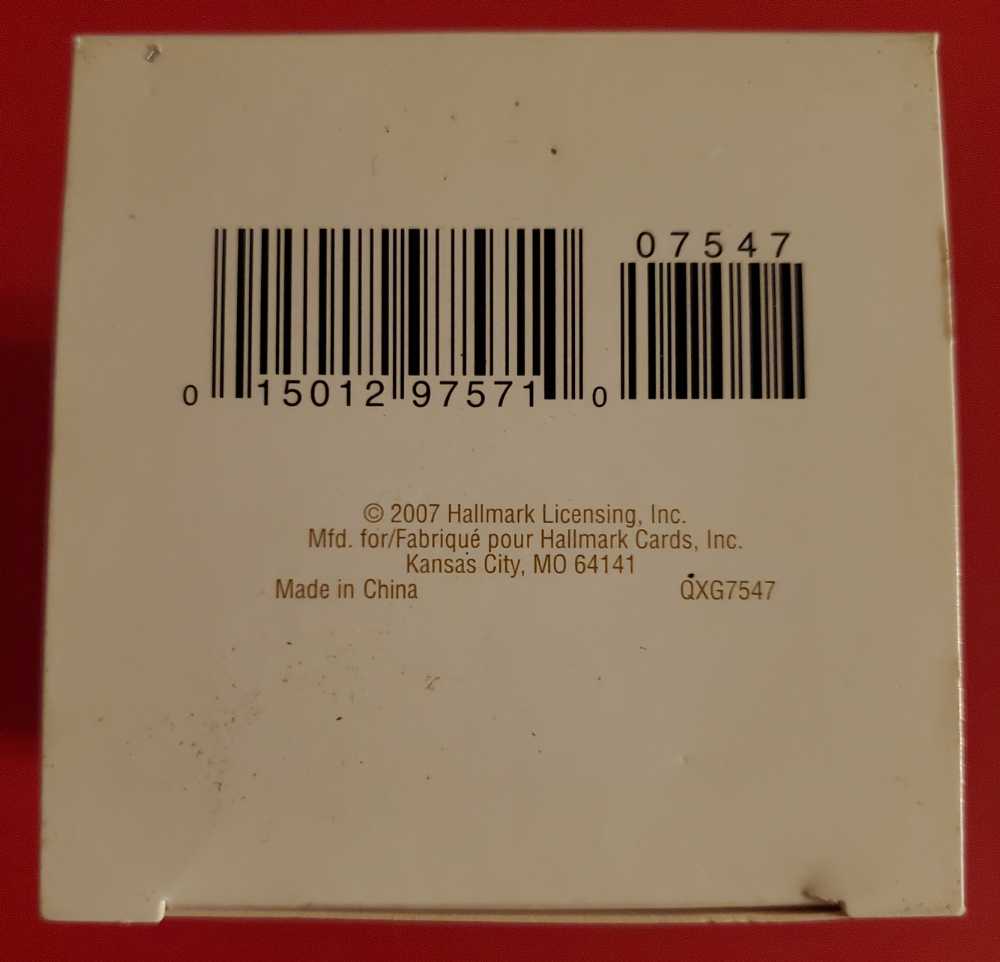 07547
0 15012 97571 0
© 2007 Hallmark Licensing, Inc.
Mfd. for/Fabriqué pour Hallmark Cards, Inc.
Kansas City, MO 64141
Made in China QXG7547